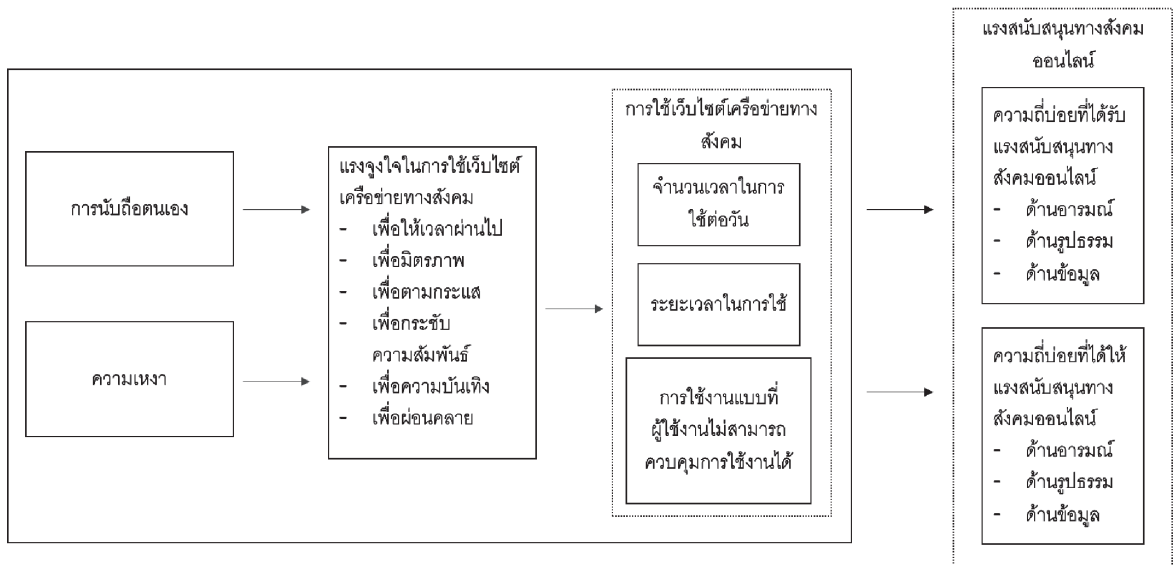 การนับถือตนเอง
ความเหงา
แรงจูงใจในการใช้เว็บไซต์
เครือข่ายทางสังคม
- เพื่อให้เวลาผ่านไป
- เพื่อมิตรภาพ
- เพื่อตามกระแส
- เพื่อกระชับ
ความสัมพันธ์
- เพื่อความบันเทิง
- เพื่อผ่อนคลาย
การใช้เว็บไซต์เครือข่ายทาง
สังคม
จำนวนเวลาในการ
ใช้ต่อวัน
ระยะเวลาในการใช้
การใช้งานแบบที่
ผู้ใช้งานไม่สามารถ
ควบคุมการใช้งานได้
แรงสนับสนุนทางสังคม
ออนไลน์
ความถี่บ่อยที่ได้รับ
แรงสนับสนุนทาง
สังคมออนไลน์
- ด้านอารมณ์
- ด้านรูปธรรม
- ด้านข้อมูล
ความถี่บ่อยที่ได้ให้
แรงสนับสนุนทาง
สังคมออนไลน์
- ด้านอารมณ์
- ด้านรูปธรรม
- ด้านข้อมูล